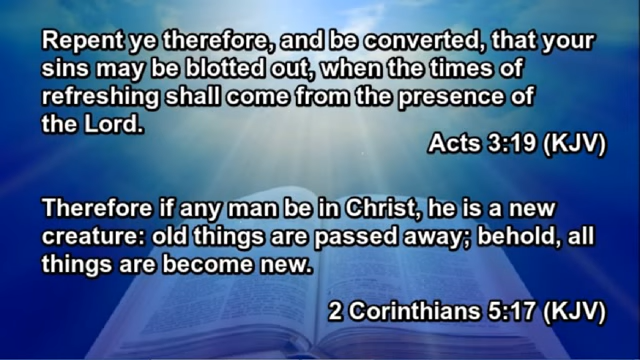 Repent ye therefore, and be converted, that your
sins may be blotted out, when the times of
refreshing shall come from the presence of
the Lord.
Acts 3:19 (KJV)
Therefore if any man be in Christ, he is a new
creature: old things are passed away; behold, all
things are become new.
2 Corinthians 5:17 (KJV)